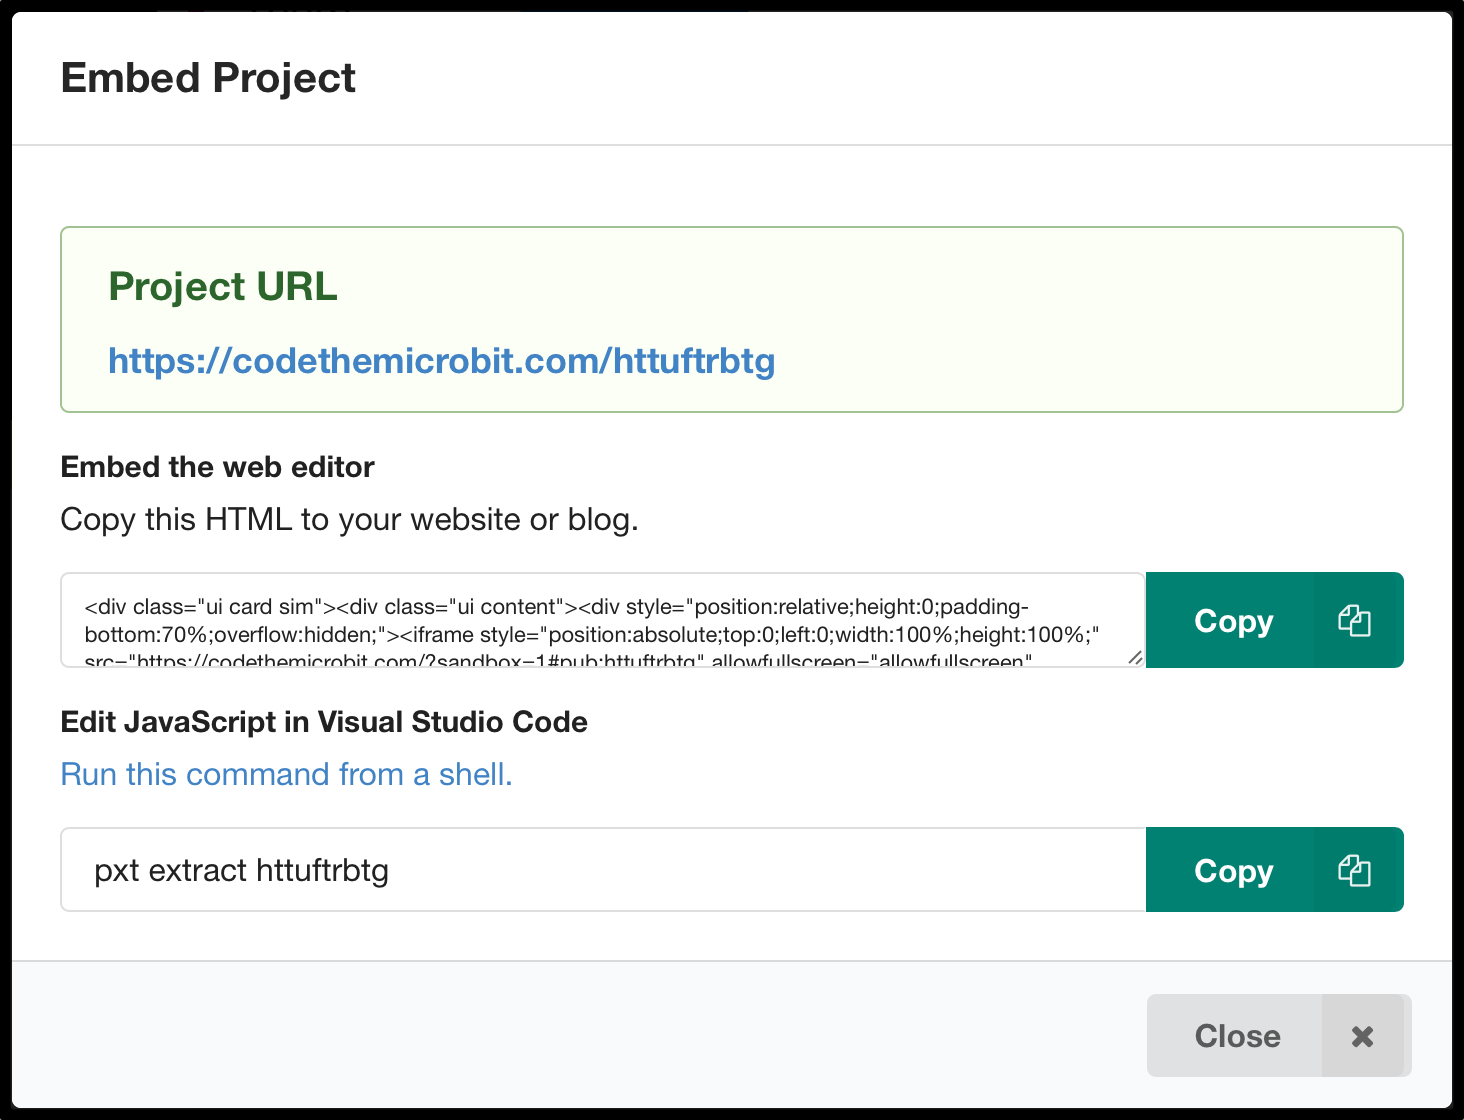 Embed Project
Project URL
https://codethemicrobit.com/httuftrbtg
Embed the web editor
Copy this HTML to your website or blog.
<div class="ui card sim"><div class="ui content"><div style="position:relative;height:0;padding-
bottom:70%;overflow:hidden;"><iframe style="position:absolute;top:0;left:0;width:100%;height:100%;"
src="https://codethemicrobit.com/?sandbox=1#pub:httuftrbtg" allowfullscreen="allowfullscreen"
Copy
Edit JavaScript in Visual Studio Code
Run this command from a shell.
pxt extract httuftrbtg
Copy
Close